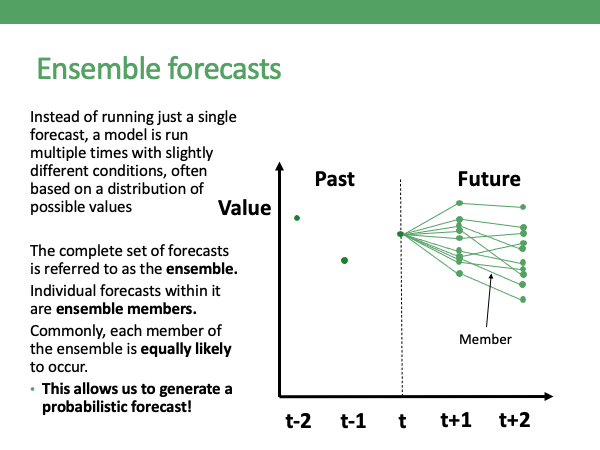 Ensemble forecasts
Instead of running just a single
forecast, a model is run
multiple times with slightly
different conditions, often
based on a distribution of
possible values
The complete set of forecasts
is referred to as the ensemble.
Individual forecasts within it
are ensemble members.
Commonly, each member of
the ensemble is equally likely
to occur.
• This allows us to generate a
probabilistic forecast!
Past
Future
Value
Member
t-2 t-1 t t+1 t+2